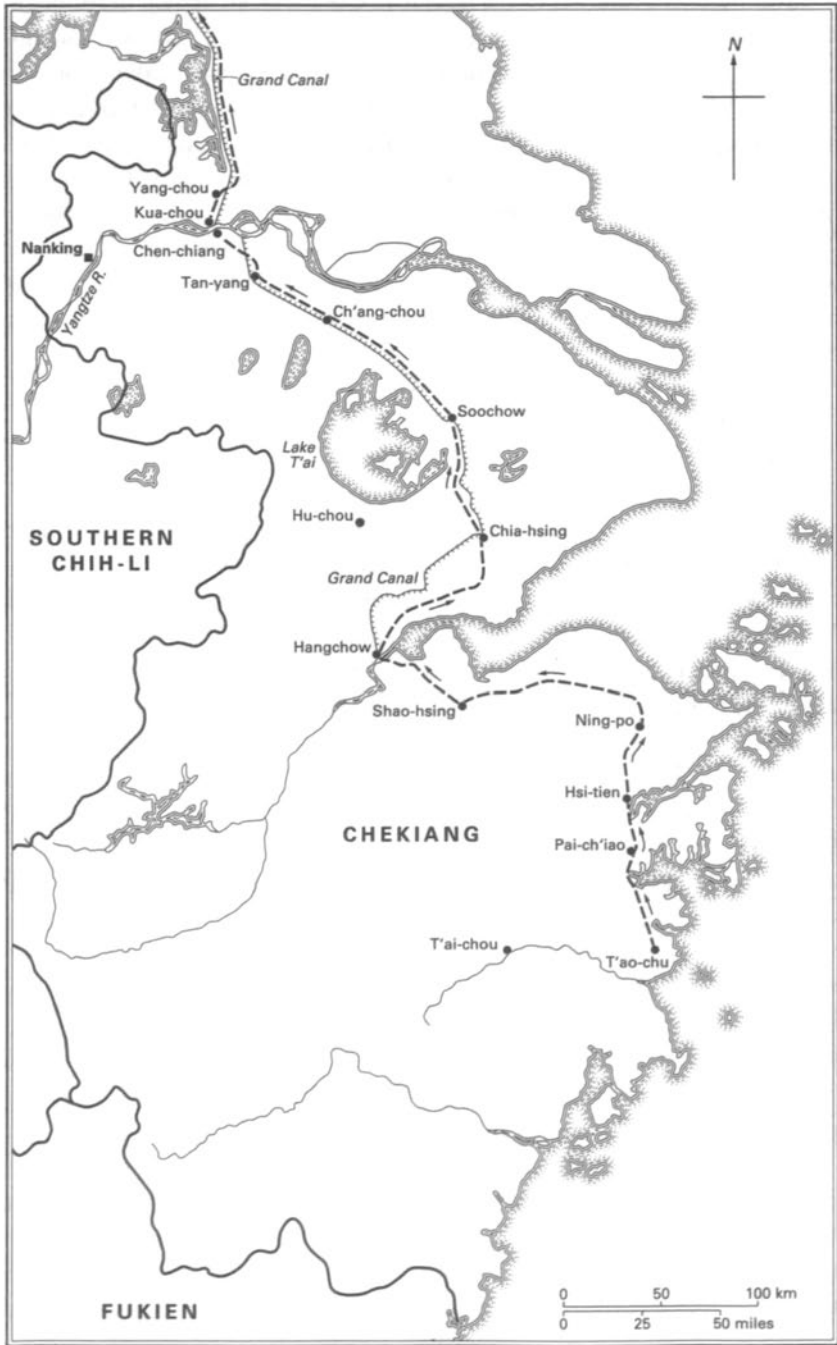 N
Grand Canal
Yang-chou
Kua-chou
Nanking
Chen-chiang
Yangtze R.
Tan-yang
Ch'ang-chou
Soochow
Lake
T'ai
Hu-chou
Chia-hsing
SOUTHERN
CHIH-LI
Grand Canal
Hangchow
Shao-hsing
Ning-po
Hsi-tien
CHEKIANG
Pai-ch'iao
T'ai-chou
T'ao-chu
FUKIEN
0 50 100 km
0 25 50 miles